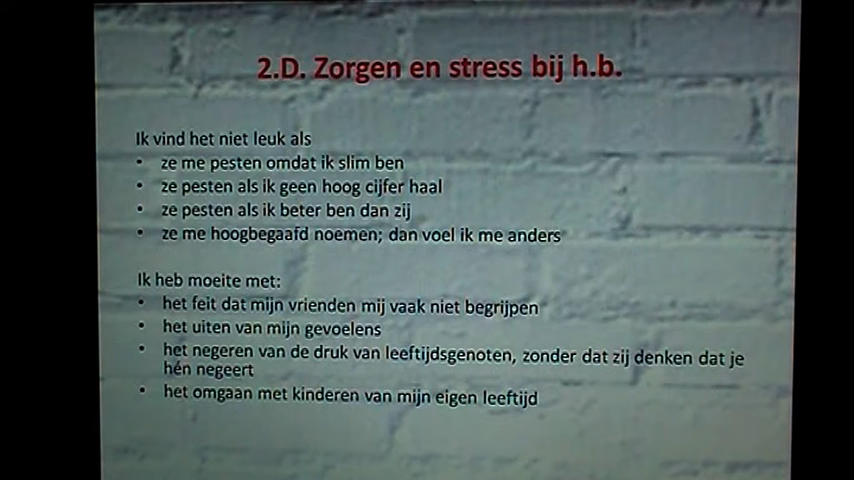 2.D. Zorgen en stress bij h.b.
Ik vind het niet leuk als
• ze me pesten omdat ik slim ben
• ze pesten als ik geen hoog cijfer haal
• ze pesten als ik beter ben dan zij
• ze me hoogbegaafd noemen; dan voel ik me anders
Ik heb moeite met:
• het feit dat mijn vrienden mij vaak niet begrijpen
• het uiten van mijn gevoelens
• het negeren van de druk van leeftijdsgenoten, zonder dat zij denken dat je
hén negeert
• het omgaan met kinderen van mijn eigen leeftijd